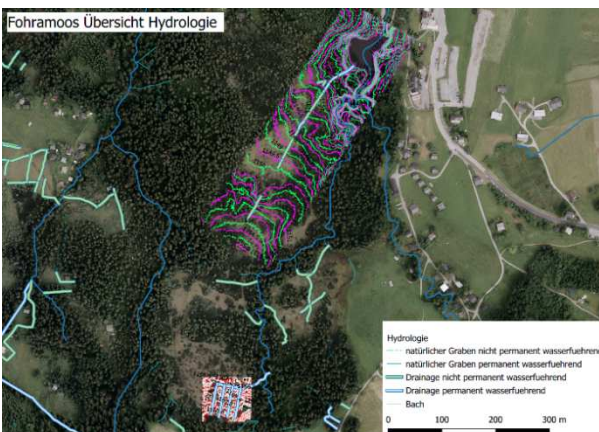 Fohramoos Übersicht Hydrologie
Hydrologie
natürlicher Graben nicht permanent wasserfuehrend
natürlicher Graben permanent wasserfuehrend
Drainage nicht permanent wasserfuehrend
Drainage permanent wasserfuehrend
Bach
0 100 200 300 m